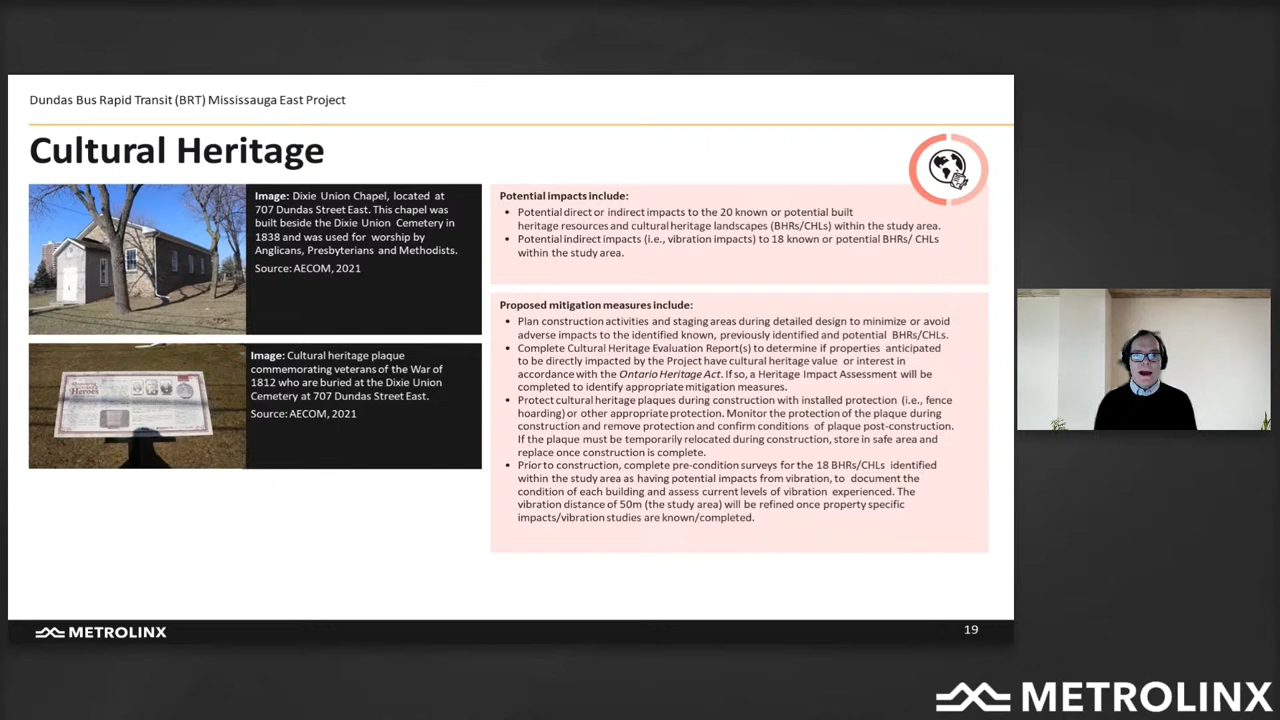 Dundas Bus Rapid Transit (BRT) Mississauga East Project
Cultural Heritage
Image: Dixie Union Chapel, located at
707 Dundas Street East. This chapel was
built beside the Dixie Union Cemetery in
1838 and was used for worship by
Anglicans, Presbyterians and Methodists.
Source: AECOM, 2021
Image: Cultural heritage plaque
commemorating veterans of the War of
1812 who are buried at the Dixie Union
Cemetery at 707 Dundas Street East.
Source: AECOM, 2021
Potential impacts include:
• Potential direct or indirect impacts to the 20 known or potential built
heritage resources and cultural heritage landscapes (BHRs/CHLs) within the study area.
• Potential indirect impacts (i.e., vibration impacts) to 18 known or potential BHRs/ CHLs
within the study area.
Proposed mitigation measures include:
• Plan construction activities and staging areas during detailed design to minimize or avoid
adverse impacts to the identified known, previously identified and potential BHRs/CHLs.
• Complete Cultural Heritage Evaluation Report(s) to determine if properties anticipated
to be directly impacted by the Project have cultural heritage value or interest in
accordance with the Ontario Heritage Act. If so, a Heritage Impact Assessment will be
completed to identify appropriate mitigation measures.
• Protect cultural heritage plaques during construction with installed protection (i.e., fence
hoarding) or other appropriate protection. Monitor the protection of the plaque during
construction and remove protection and confirm conditions of plaque post-construction.
If the plaque must be temporarily relocated during construction, store in safe area and
replace once construction is complete.
• Prior to construction, complete pre-condition surveys for the 18 BHRs/CHLs identified
within the study area as having potential impacts from vibration, to document the
condition of each building and assess current levels of vibration experienced. The
vibration distance of 50m (the study area) will be refined once property specific
impacts/vibration studies are known/completed.
METROLINX
19
METROLINX